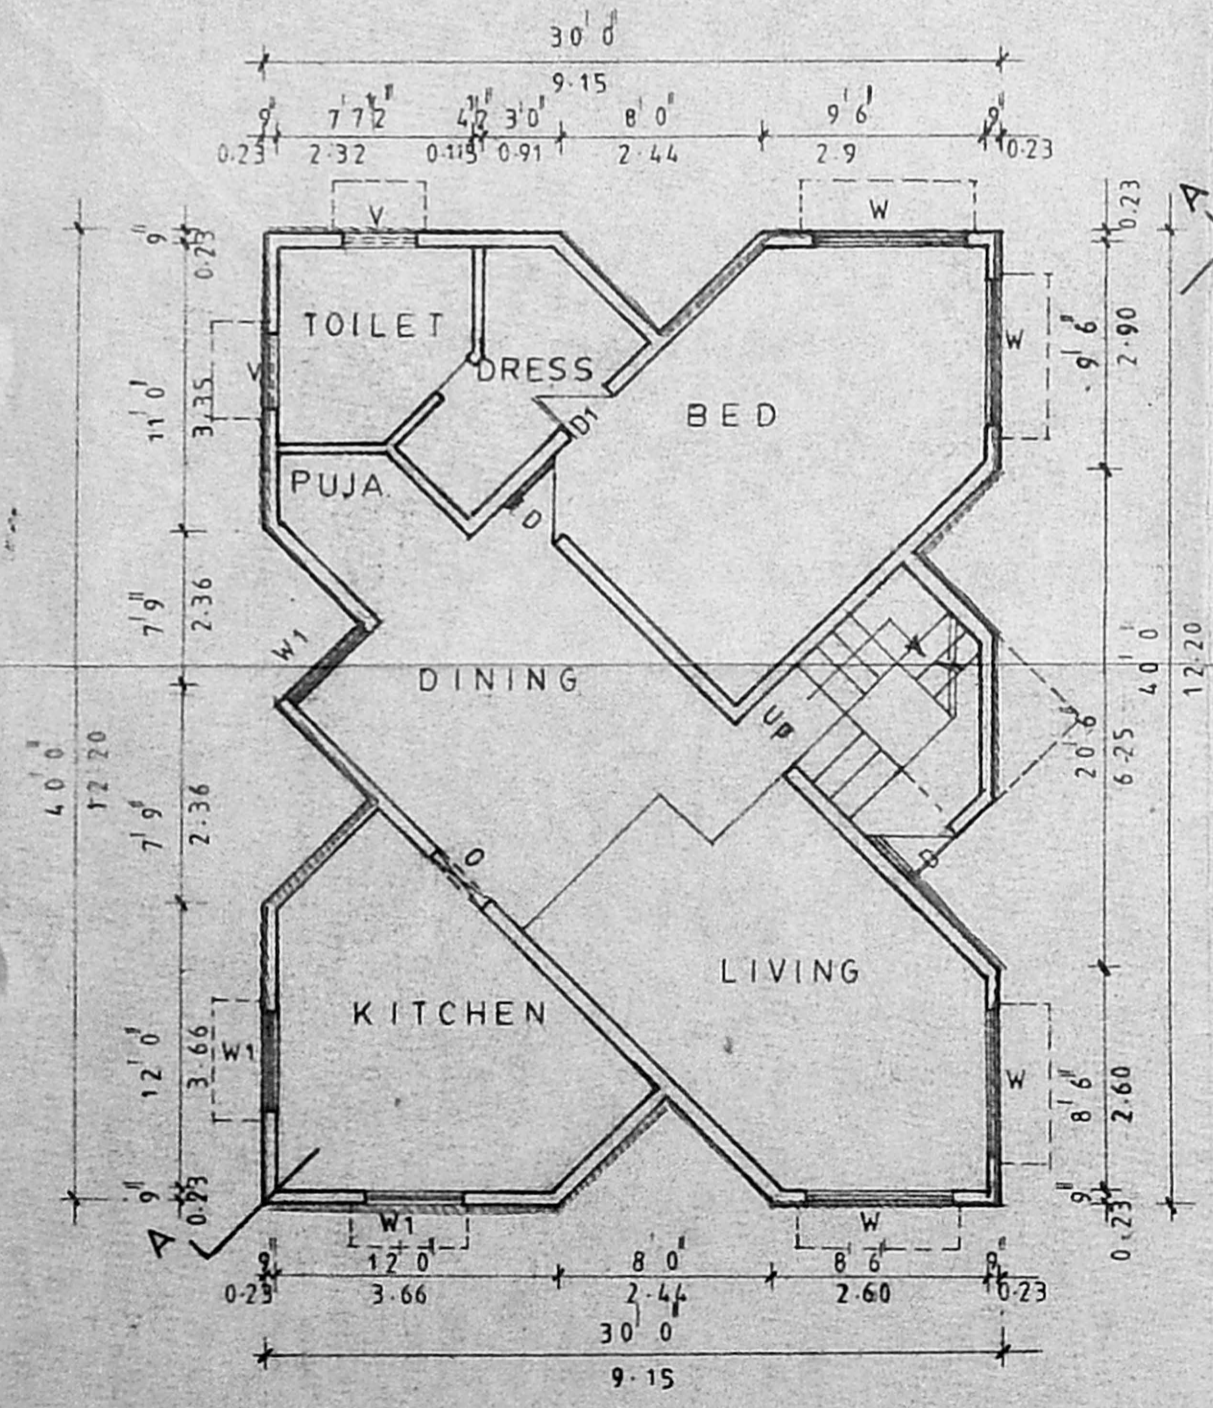 30' 0"
9.15
9" 7' 7½" 4½" 3' 0" 8' 0" 9' 6" 9"
0.23 2.32 0.115 0.91 2.44 2.9 0.23
V W
A
9" 0.23
0.23
TOILET
DRESS
BED
D1
V
W
11' 0" 3.35
9' 6" 2.90
PUJA
D
7' 9" 2.36
W1
DINING
A
Up
40' 0" 12.20
40' 0" 12.20
20' 6" 6.25
7' 9" 2.36
O
D
LIVING
KITCHEN
W1
W
12' 0" 3.66
8' 6" 2.60
9" 0.23
9" 0.23
A
W1 W
9" 12' 0" 8' 0" 8' 6" 9"
0.23 3.66 2.44 2.60 0.23
30' 0"
9.15